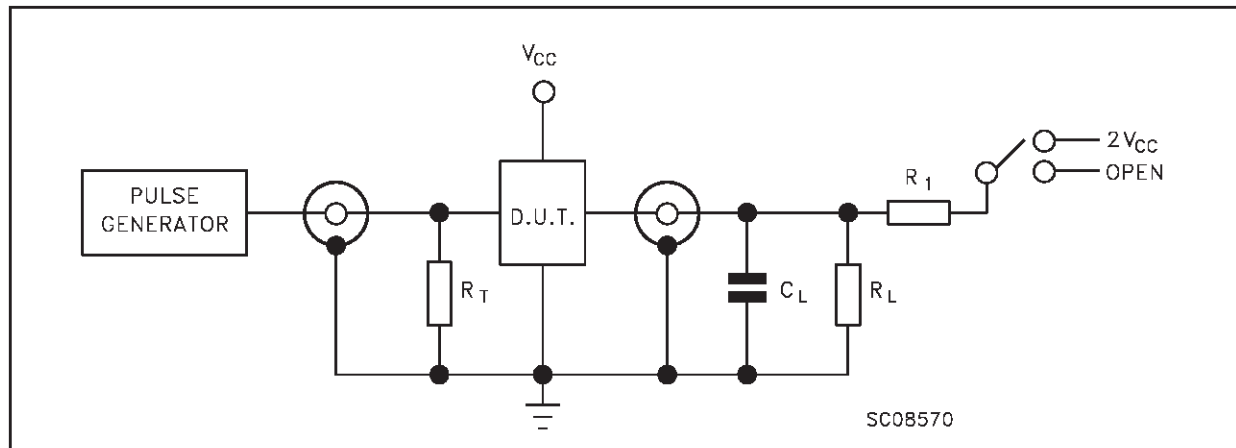 VCC
2VCC
OPEN
R1
PULSE
GENERATOR
D.U.T.
RT
CL
RL
SC08570